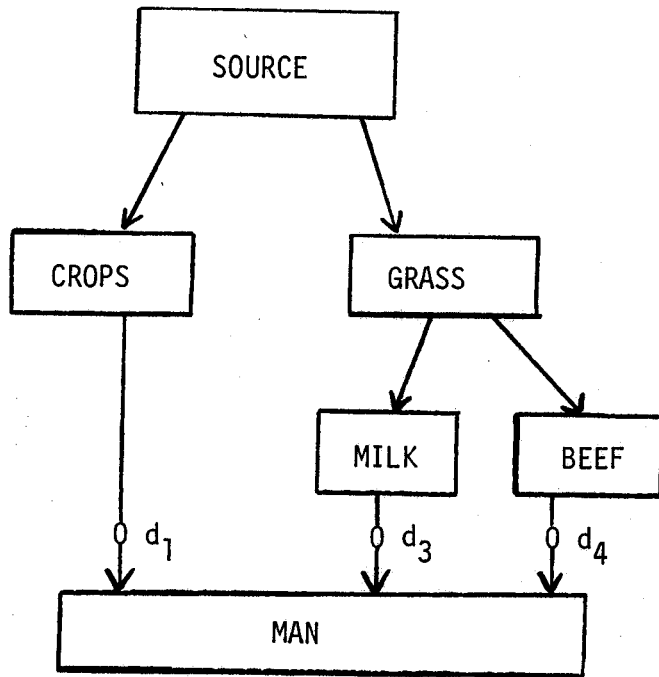 SOURCE
CROPS
GRASS
MILK
BEEF
d1
d3
d4
MAN